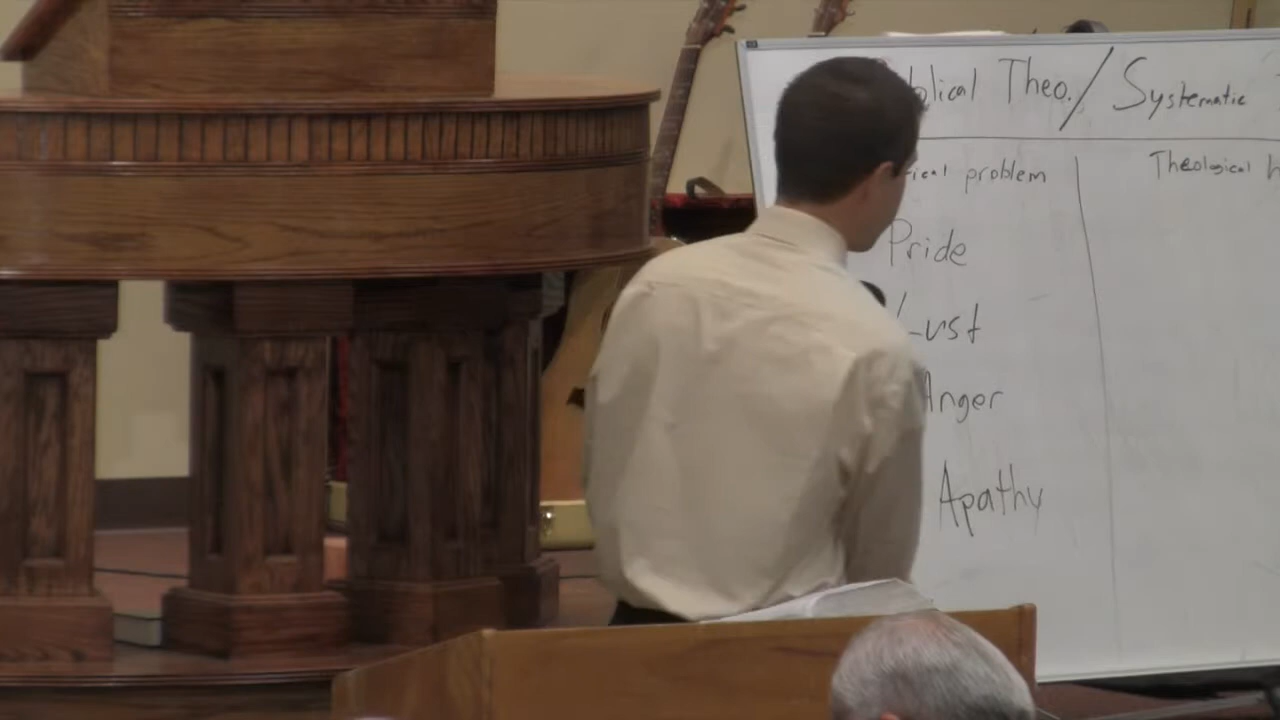 Theo. / Systematic
problem
Theological
Pride
Lust
Anger
Apathy